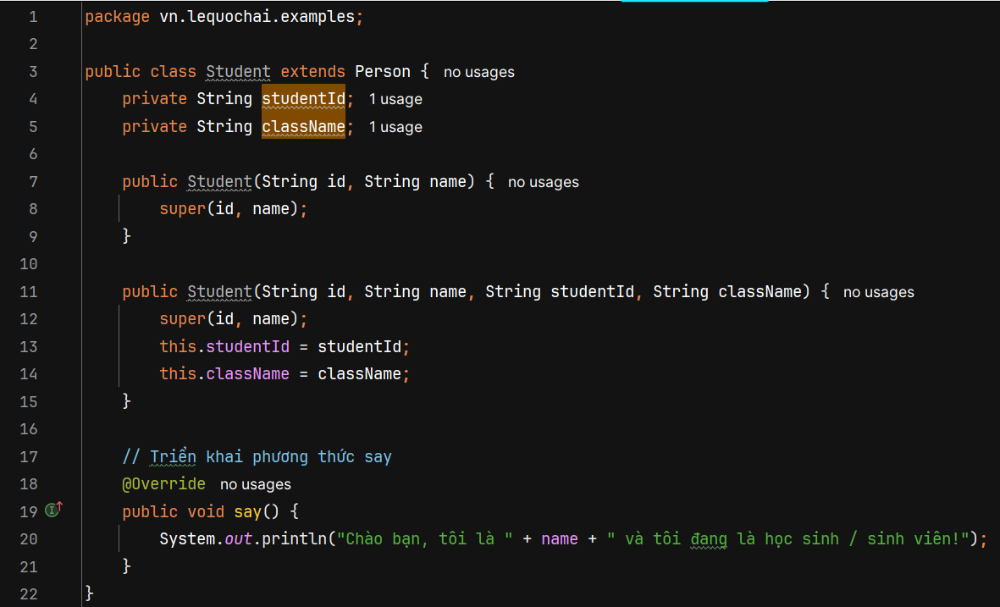 1 package vn.lequochai.examples;
2
3 public class Student extends Person { no usages
4 private String studentId; 1 usage
5 private String className; 1 usage
6
7 public Student(String id, String name) { no usages
8 super(id, name);
9 }
10
11 public Student(String id, String name, String studentId, String className) { no usages
12 super(id, name);
13 this.studentId = studentId;
14 this.className = className;
15 }
16
17 // Triển khai phương thức say
18 @Override no usages
19 public void say() {
20 System.out.println("Chào bạn, tôi là " + name + " và tôi đang là học sinh / sinh viên!");
21 }
22 }